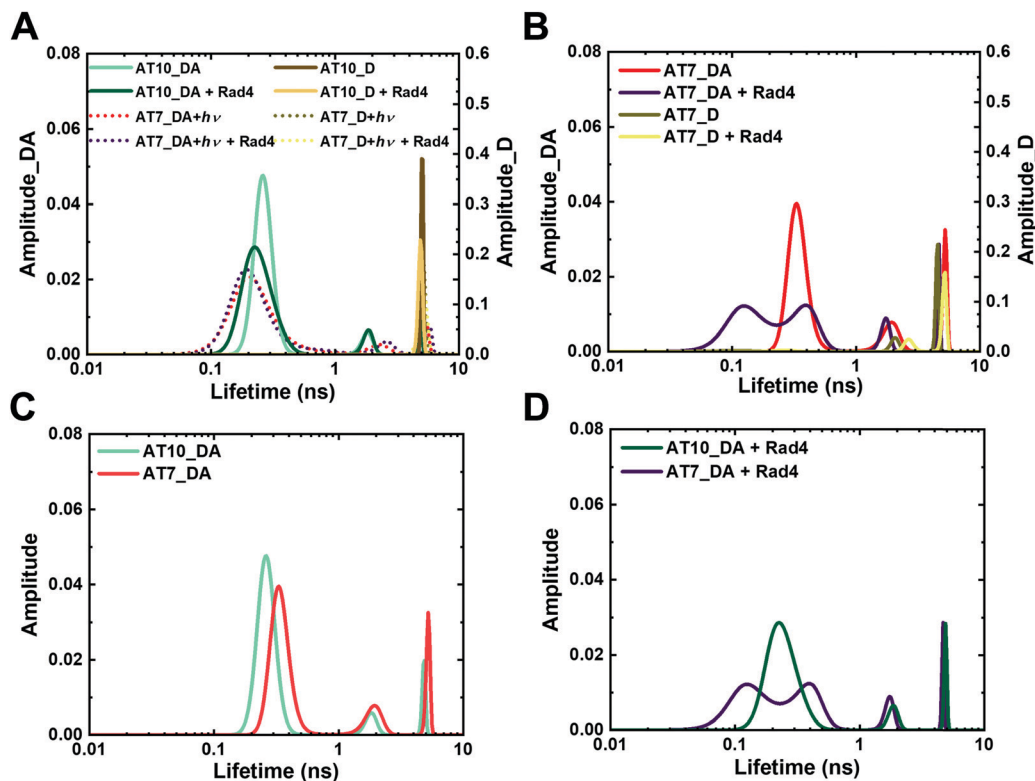 A
0.08
0.06
0.04
0.02
0.00
Amplitude_DA
0.6
0.5
0.4
0.3
0.2
0.1
0.0
Amplitude_D
AT10_DA
AT10_D
AT10_DA + Rad4
AT10_D + Rad4
AT7_DA+hν
AT7_D+hν
AT7_DA+hν + Rad4
AT7_D+hν + Rad4
0.01 0.1 1 10
Lifetime (ns)
B
0.08
0.06
0.04
0.02
0.00
Amplitude_DA
0.6
0.5
0.4
0.3
0.2
0.1
0.0
Amplitude_D
AT7_DA
AT7_DA + Rad4
AT7_D
AT7_D + Rad4
0.01 0.1 1 10
Lifetime (ns)
C
0.08
0.06
0.04
0.02
0.00
Amplitude
AT10_DA
AT7_DA
0.01 0.1 1 10
Lifetime (ns)
D
0.08
0.06
0.04
0.02
0.00
Amplitude
AT10_DA + Rad4
AT7_DA + Rad4
0.01 0.1 1 10
Lifetime (ns)